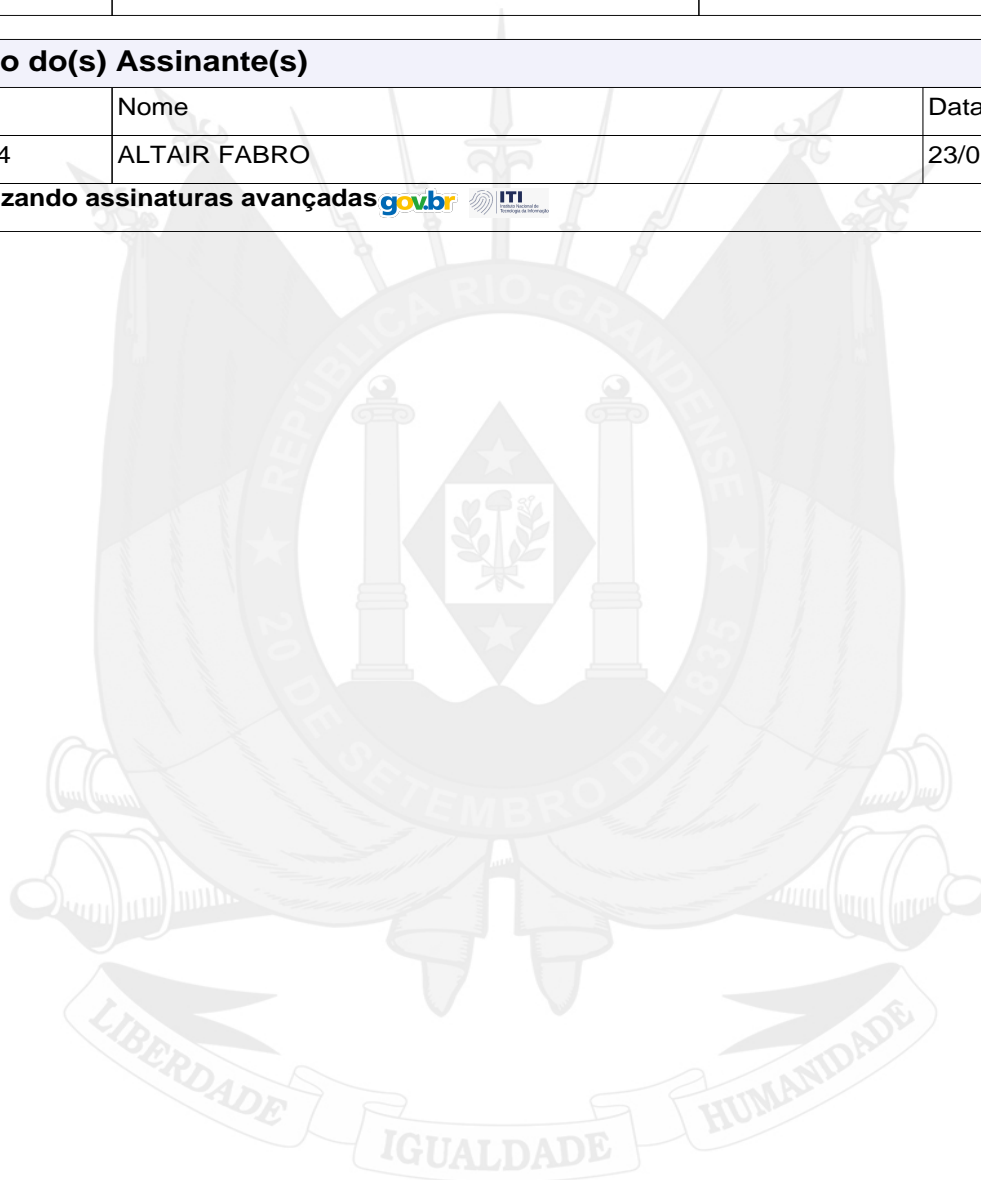 o do(s) Assinante(s)
Nome Data
4 ALTAIR FABRO 23/0
zando assinaturas avançadas gov.br ITI
REPÚBLICA RIO-GRANDENSE
20 DE SETEMBRO DE 1835
LIBERDADE IGUALDADE HUMANIDADE